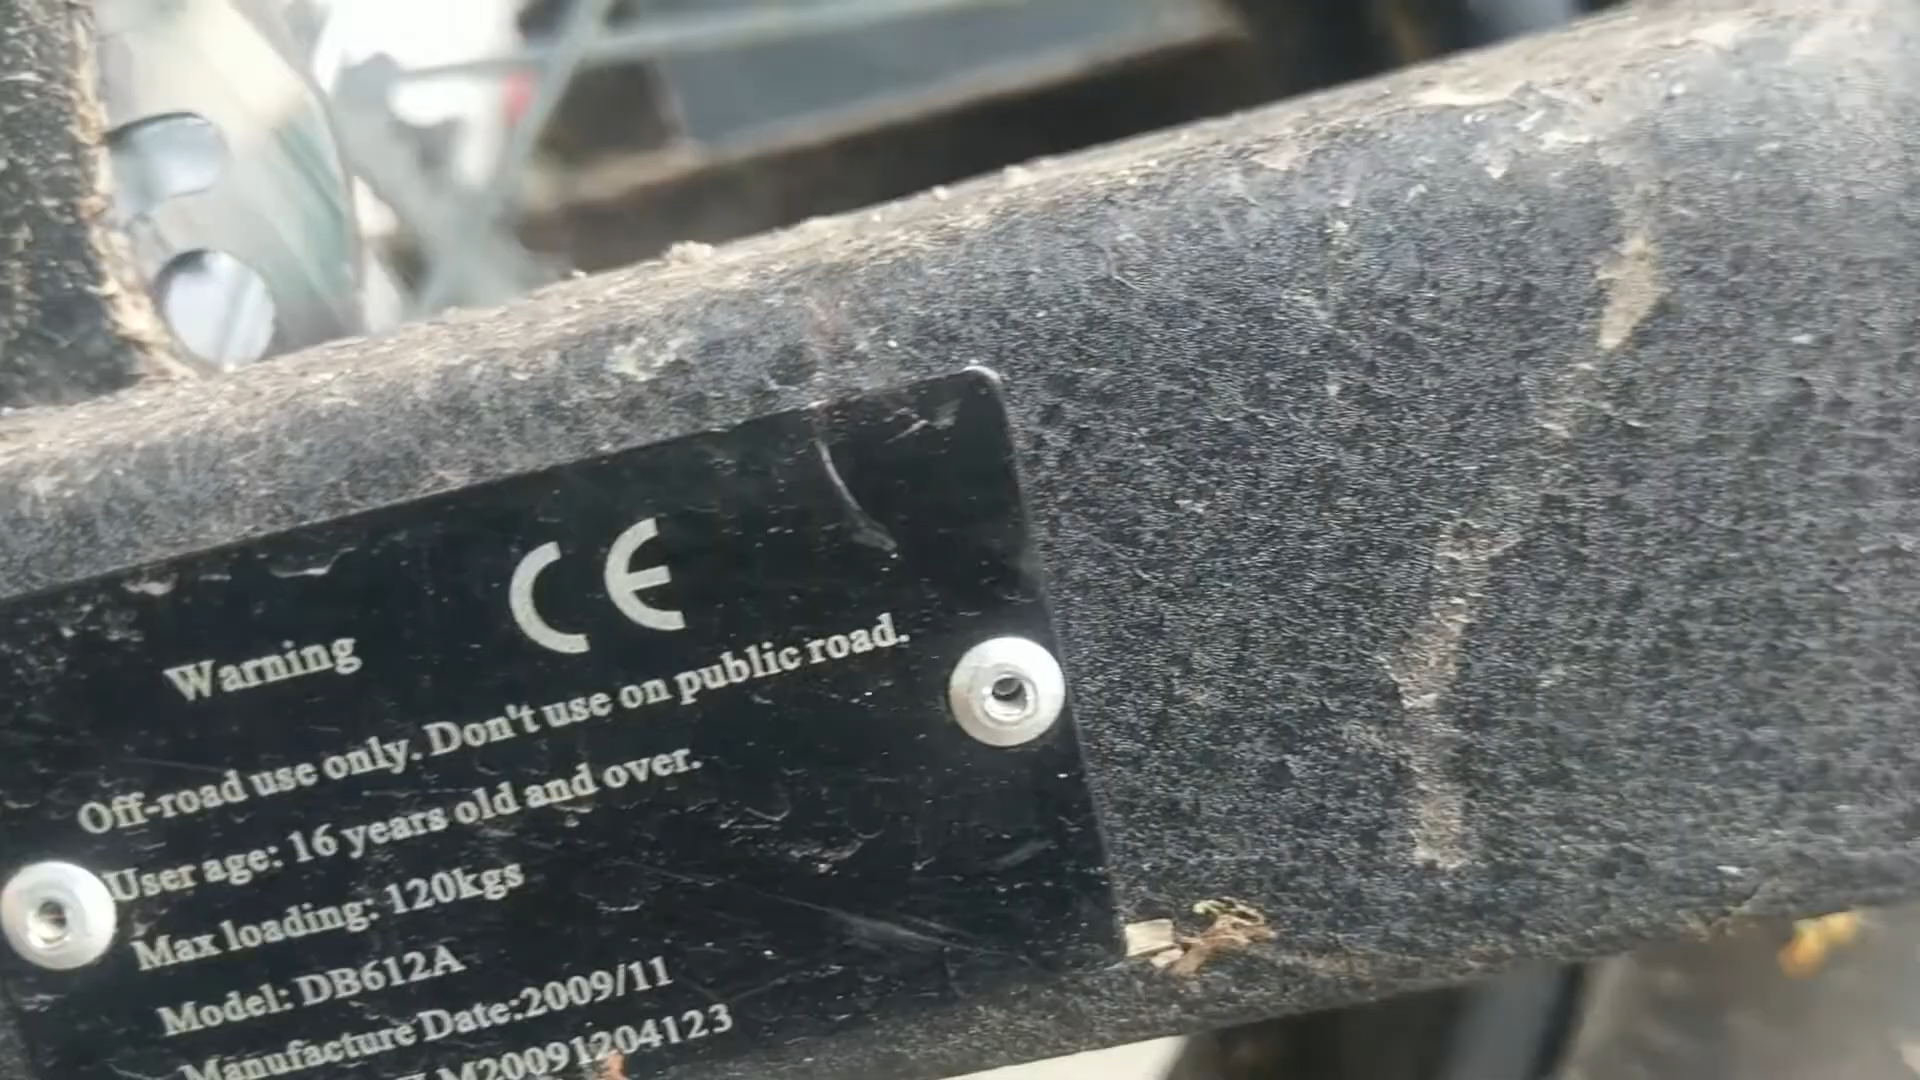 CE
Warning
Off-road use only. Don't use on public road.
User age: 16 years old and over.
Max loading: 120kgs
Model: DB612A
Manufacture Date:2009/11
M20091204123